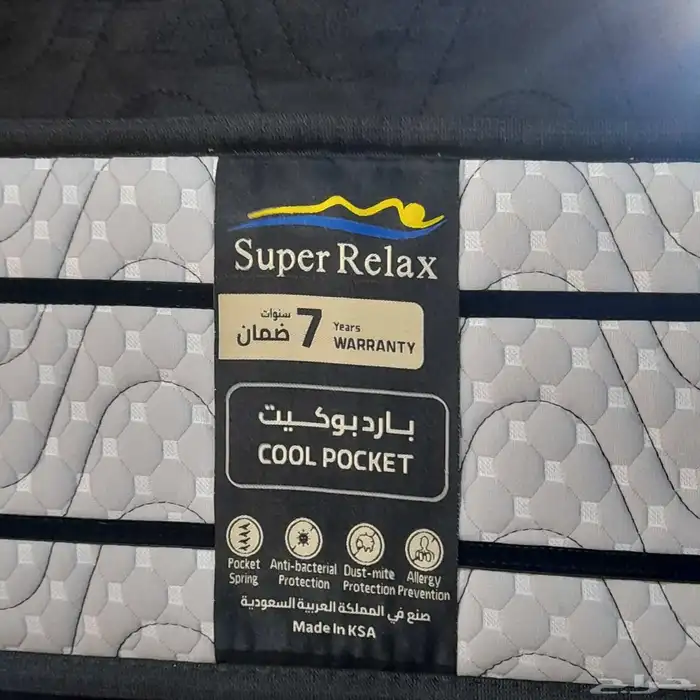 Super Relax
سنوات
ضمان 7 Years
WARRANTY
بارد بوكيت
COOL POCKET
Pocket Spring
Anti-bacterial Protection
Dust-mite Protection
Allergy Prevention
صنع في المملكة العربية السعودية
Made In KSA
حراج